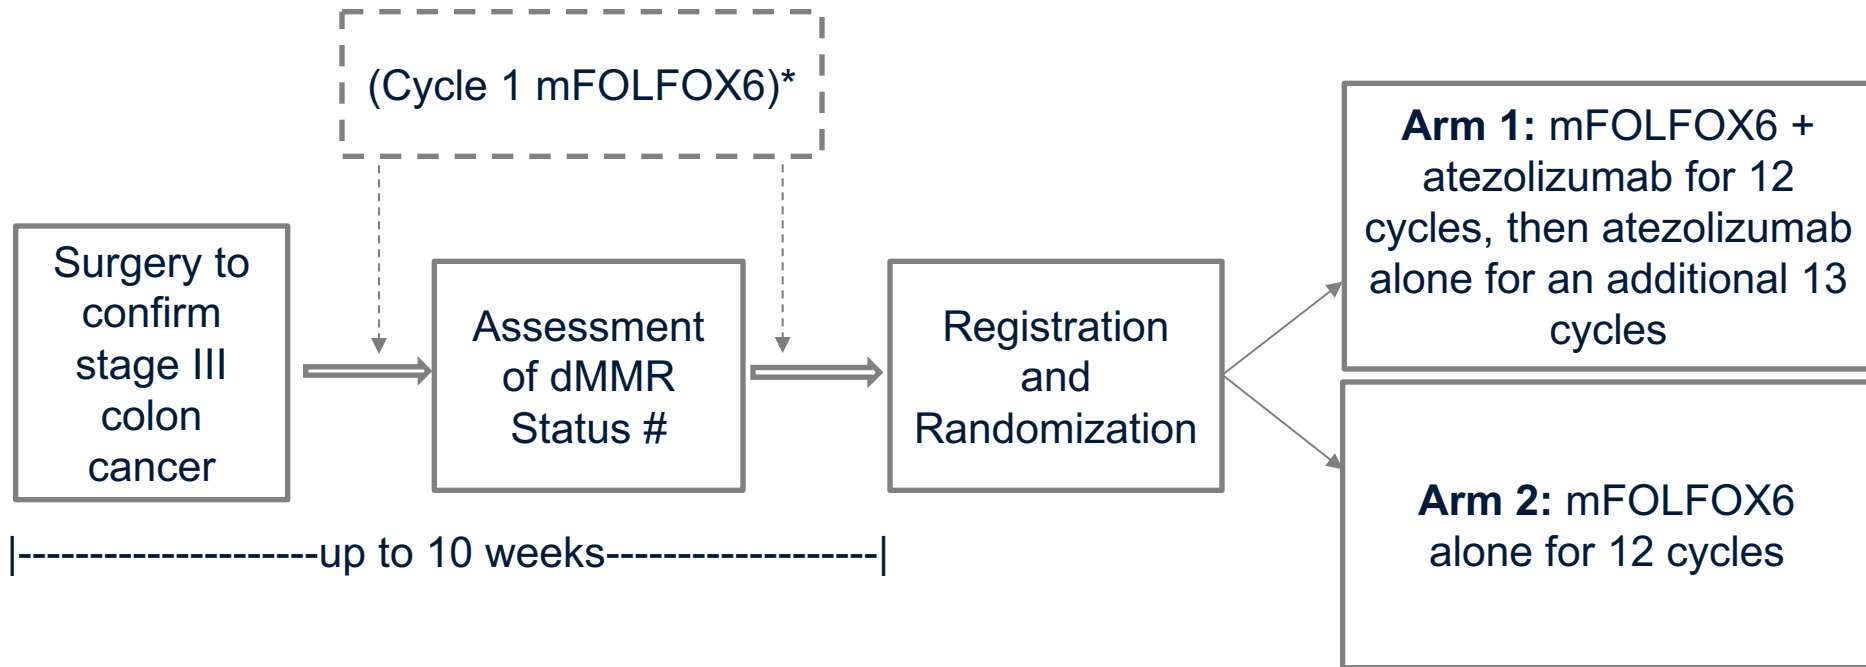 (Cycle 1 mFOLFOX6)*
Surgery to
confirm
stage III
colon
cancer
Assessment
of dMMR
Status #
Registration
and
Randomization
Arm 1: mFOLFOX6 +
atezolizumab for 12
cycles, then atezolizumab
alone for an additional 13
cycles
Arm 2: mFOLFOX6
alone for 12 cycles
|---------------------up to 10 weeks-------------------|